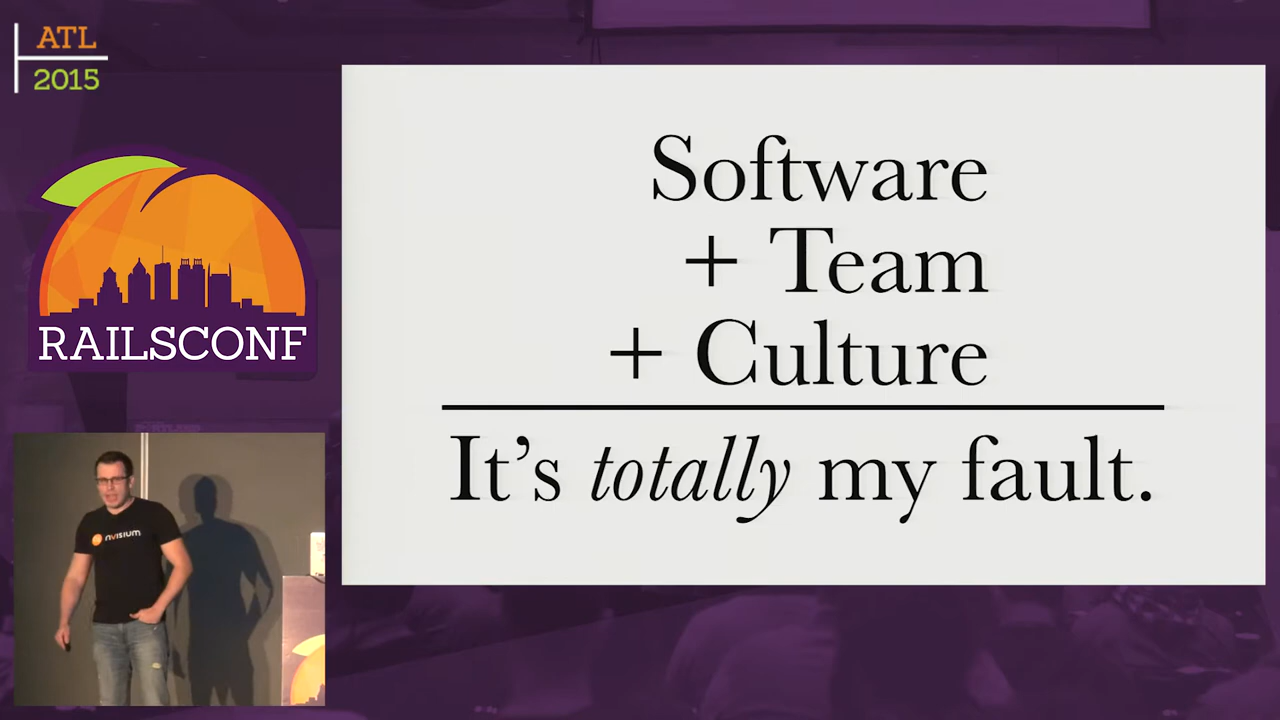 ATL
2015
RAILSCONF
Software
+ Team
+ Culture
It's totally my fault.
nVISIUM